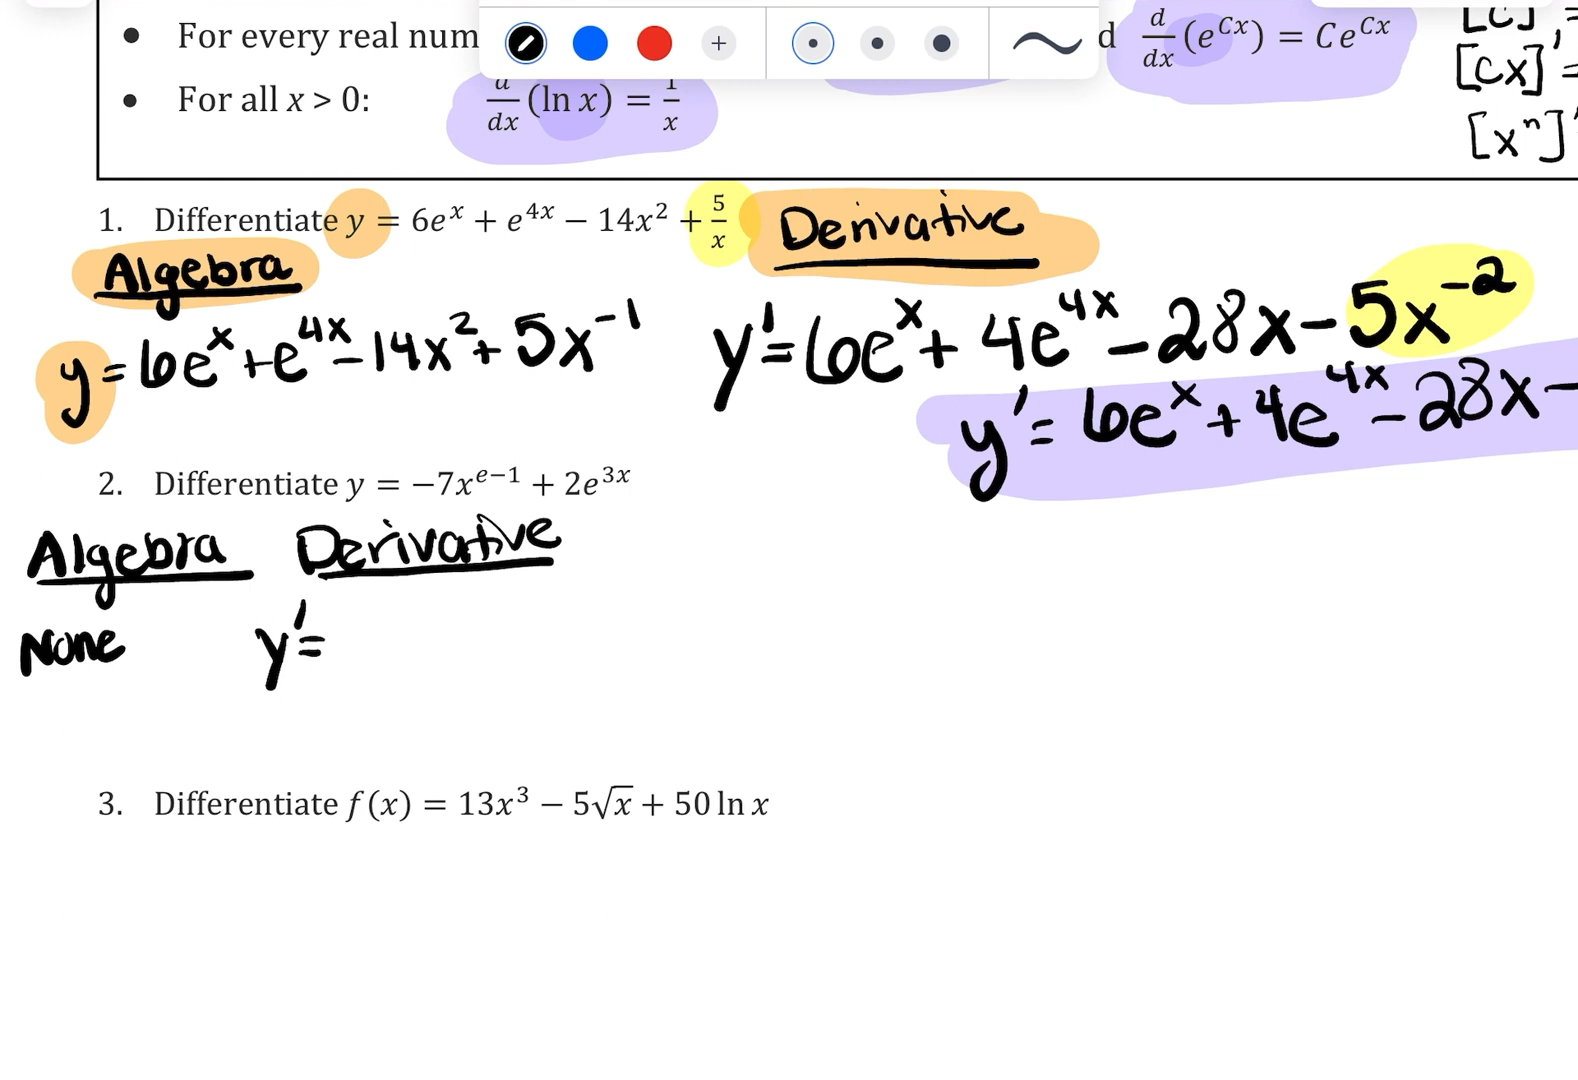 • For every real num d d/dx (e^{Cx}) = Ce^{Cx}
[cx]' =
• For all x > 0: d/dx (ln x) = 1/x
[x^n]'
1. Differentiate y = 6e^x + e^{4x} − 14x^2 + 5/x Derivative
Algebra
y = 6e^x + e^{4x} − 14x^2 + 5x^{-1} y' = 6e^x + 4e^{4x} − 28x − 5x^{-2}
y' = 6e^x + 4e^{4x} − 28x −
2. Differentiate y = −7x^{e−1} + 2e^{3x}
Algebra Derivative
None y' =
3. Differentiate f(x) = 13x^3 − 5√x + 50 ln x